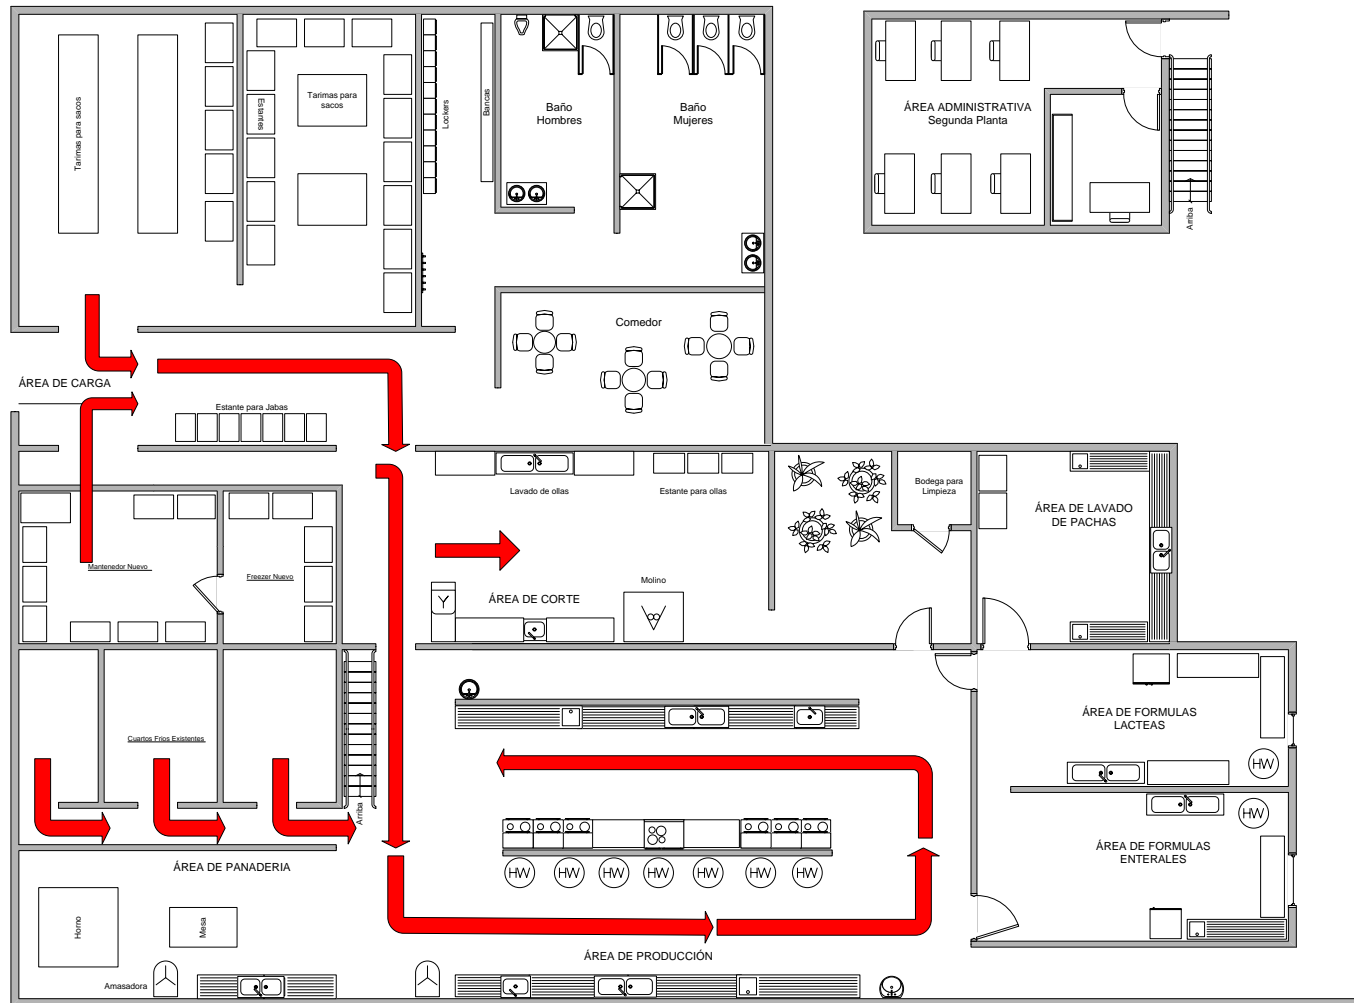 Tarimas para sacos
Estantes
Tarimas para
sacos
Lockers
Bancas
Baño
Hombres
Baño
Mujeres
ÁREA ADMINISTRATIVA
Segunda Planta
Arriba
Comedor
ÁREA DE CARGA
Estante para Jabas
Lavado de ollas
Estante para ollas
Bodega para
Limpieza
ÁREA DE LAVADO
DE PACHAS
Mantenedor Nuevo
Freezer Nuevo
ÁREA DE CORTE
Molino
Cuartos Frios Existentes
Arriba
ÁREA DE FORMULAS
LACTEAS
HW
HW
ÁREA DE FORMULAS
ENTERALES
HW
HW
HW
HW
HW
HW
HW
ÁREA DE PANADERIA
Horno
Mesa
Amasadora
ÁREA DE PRODUCCIÓN